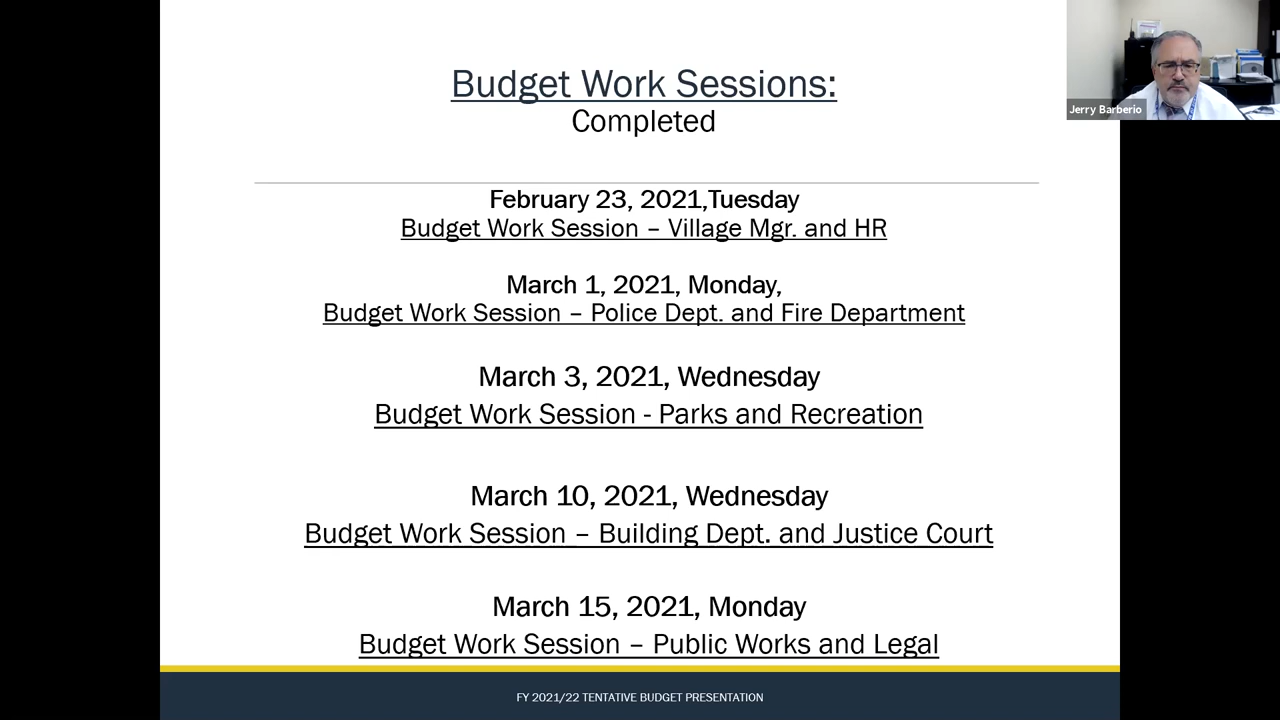 Budget Work Sessions:
Completed
Jerry Barberio
February 23, 2021,Tuesday
Budget Work Session – Village Mgr. and HR
March 1, 2021, Monday,
Budget Work Session – Police Dept. and Fire Department
March 3, 2021, Wednesday
Budget Work Session - Parks and Recreation
March 10, 2021, Wednesday
Budget Work Session – Building Dept. and Justice Court
March 15, 2021, Monday
Budget Work Session – Public Works and Legal
FY 2021/22 TENTATIVE BUDGET PRESENTATION